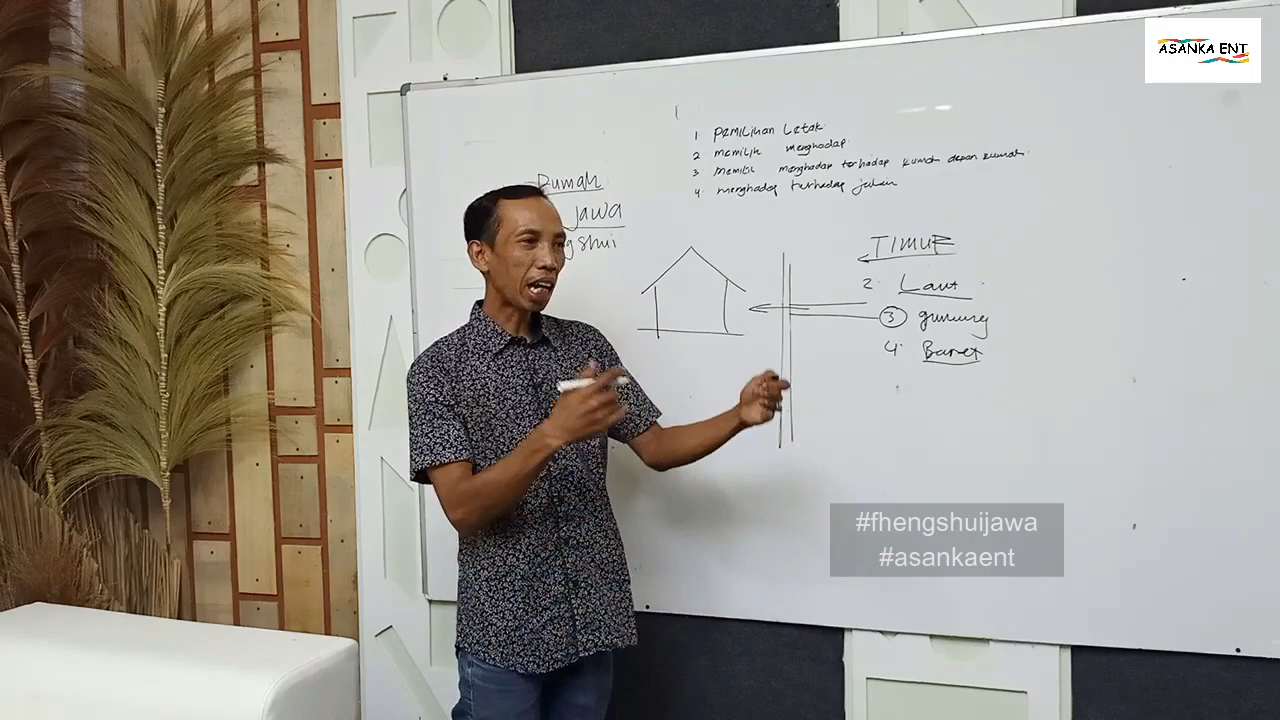 ASANKA ENT
1 pemilihan Letak
2 memilih menghadap
3 memilih menghadap terhadap rumah depan rumah
4. menghadap terhadap jalan
Rumah
JAWA
gshui
TIMUR
2. Laut
3 gunung
4. Barat
#fhengshuijawa
#asankaent